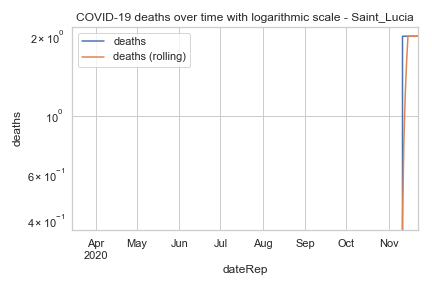 COVID-19 deaths over time with logarithmic scale - Saint_Lucia
deaths
deaths (rolling)
2 × 10⁰
10⁰
6 × 10⁻¹
4 × 10⁻¹
deaths
Apr May Jun Jul Aug Sep Oct Nov
2020
dateRep